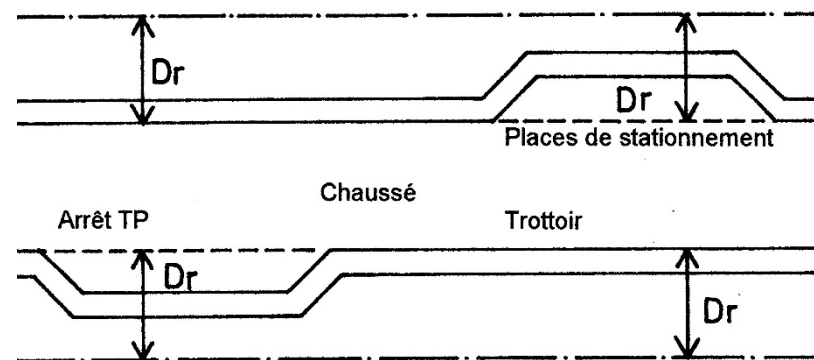 Dr
Dr
Places de stationnement
Chaussé
Arrêt TP
Trottoir
Dr
Dr